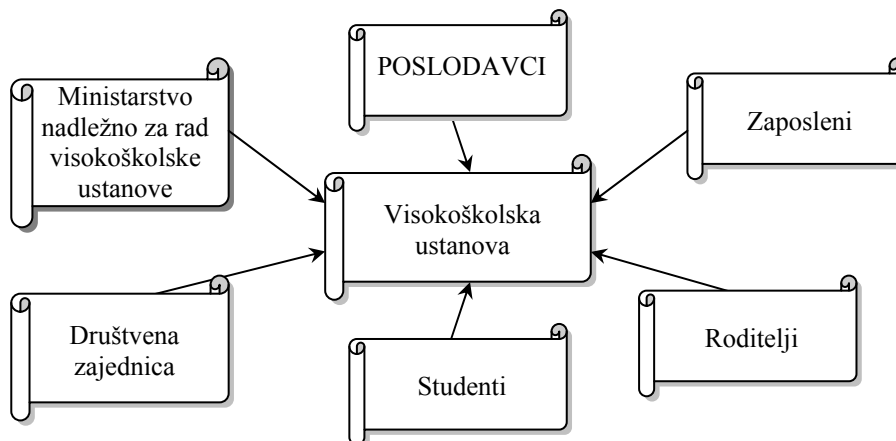 POSLODAVCI
Ministarstvo
nadležno za rad
visokoškolske
ustanove
Zaposleni
Visokoškolska
ustanova
Društvena
zajednica
Studenti
Roditelji